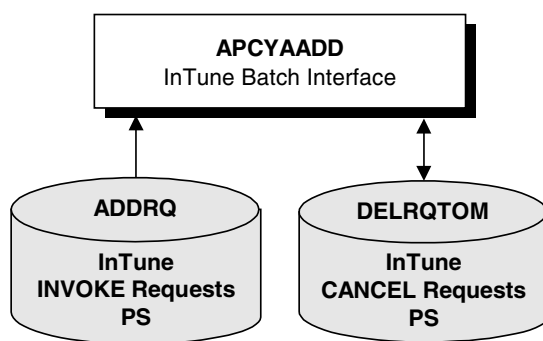 APCYAADD
InTune Batch Interface
ADDRQ
InTune
INVOKE Requests
PS
DELRQTOM
InTune
CANCEL Requests
PS